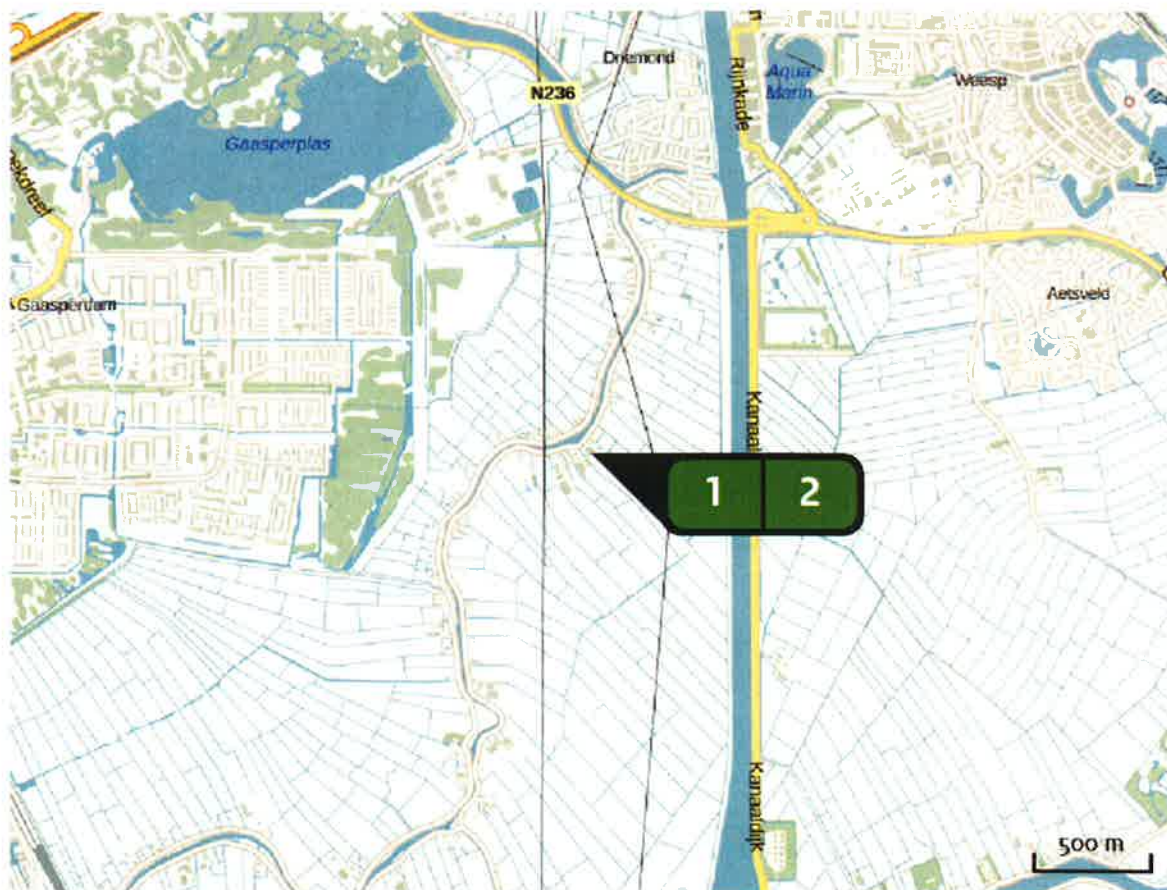 Driemond
N236
Gaasperplas
Rijnkade
Aqua
Marin
Weesp
Gaasperdam
Aetsveld
Kanaal
1 2
Kanaaldijk
500 m